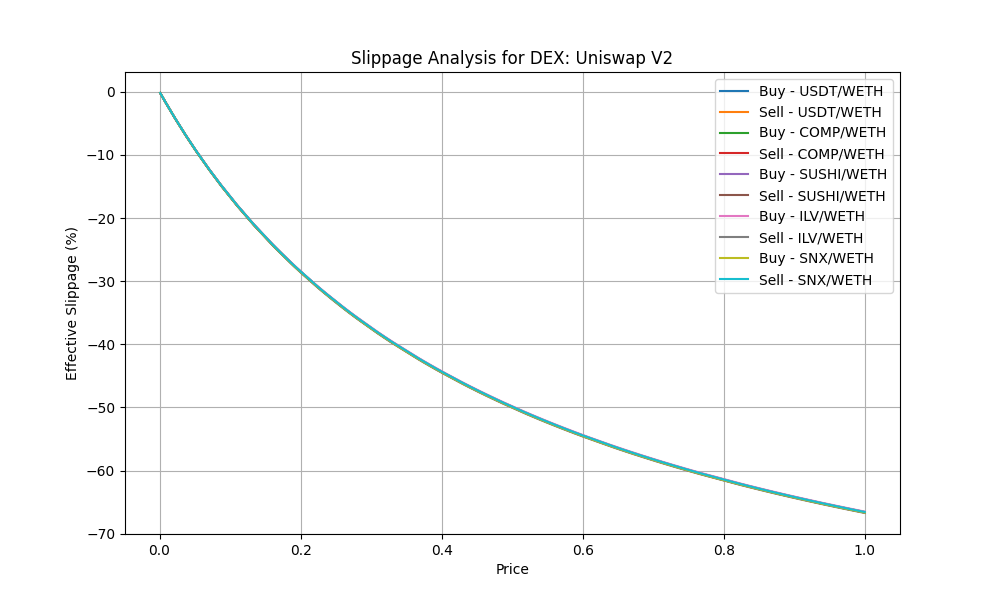 Slippage Analysis for DEX: Uniswap V2
Effective Slippage (%)
0
−10
−20
−30
−40
−50
−60
−70
Buy - USDT/WETH
Sell - USDT/WETH
Buy - COMP/WETH
Sell - COMP/WETH
Buy - SUSHI/WETH
Sell - SUSHI/WETH
Buy - ILV/WETH
Sell - ILV/WETH
Buy - SNX/WETH
Sell - SNX/WETH
0.0 0.2 0.4 0.6 0.8 1.0
Price